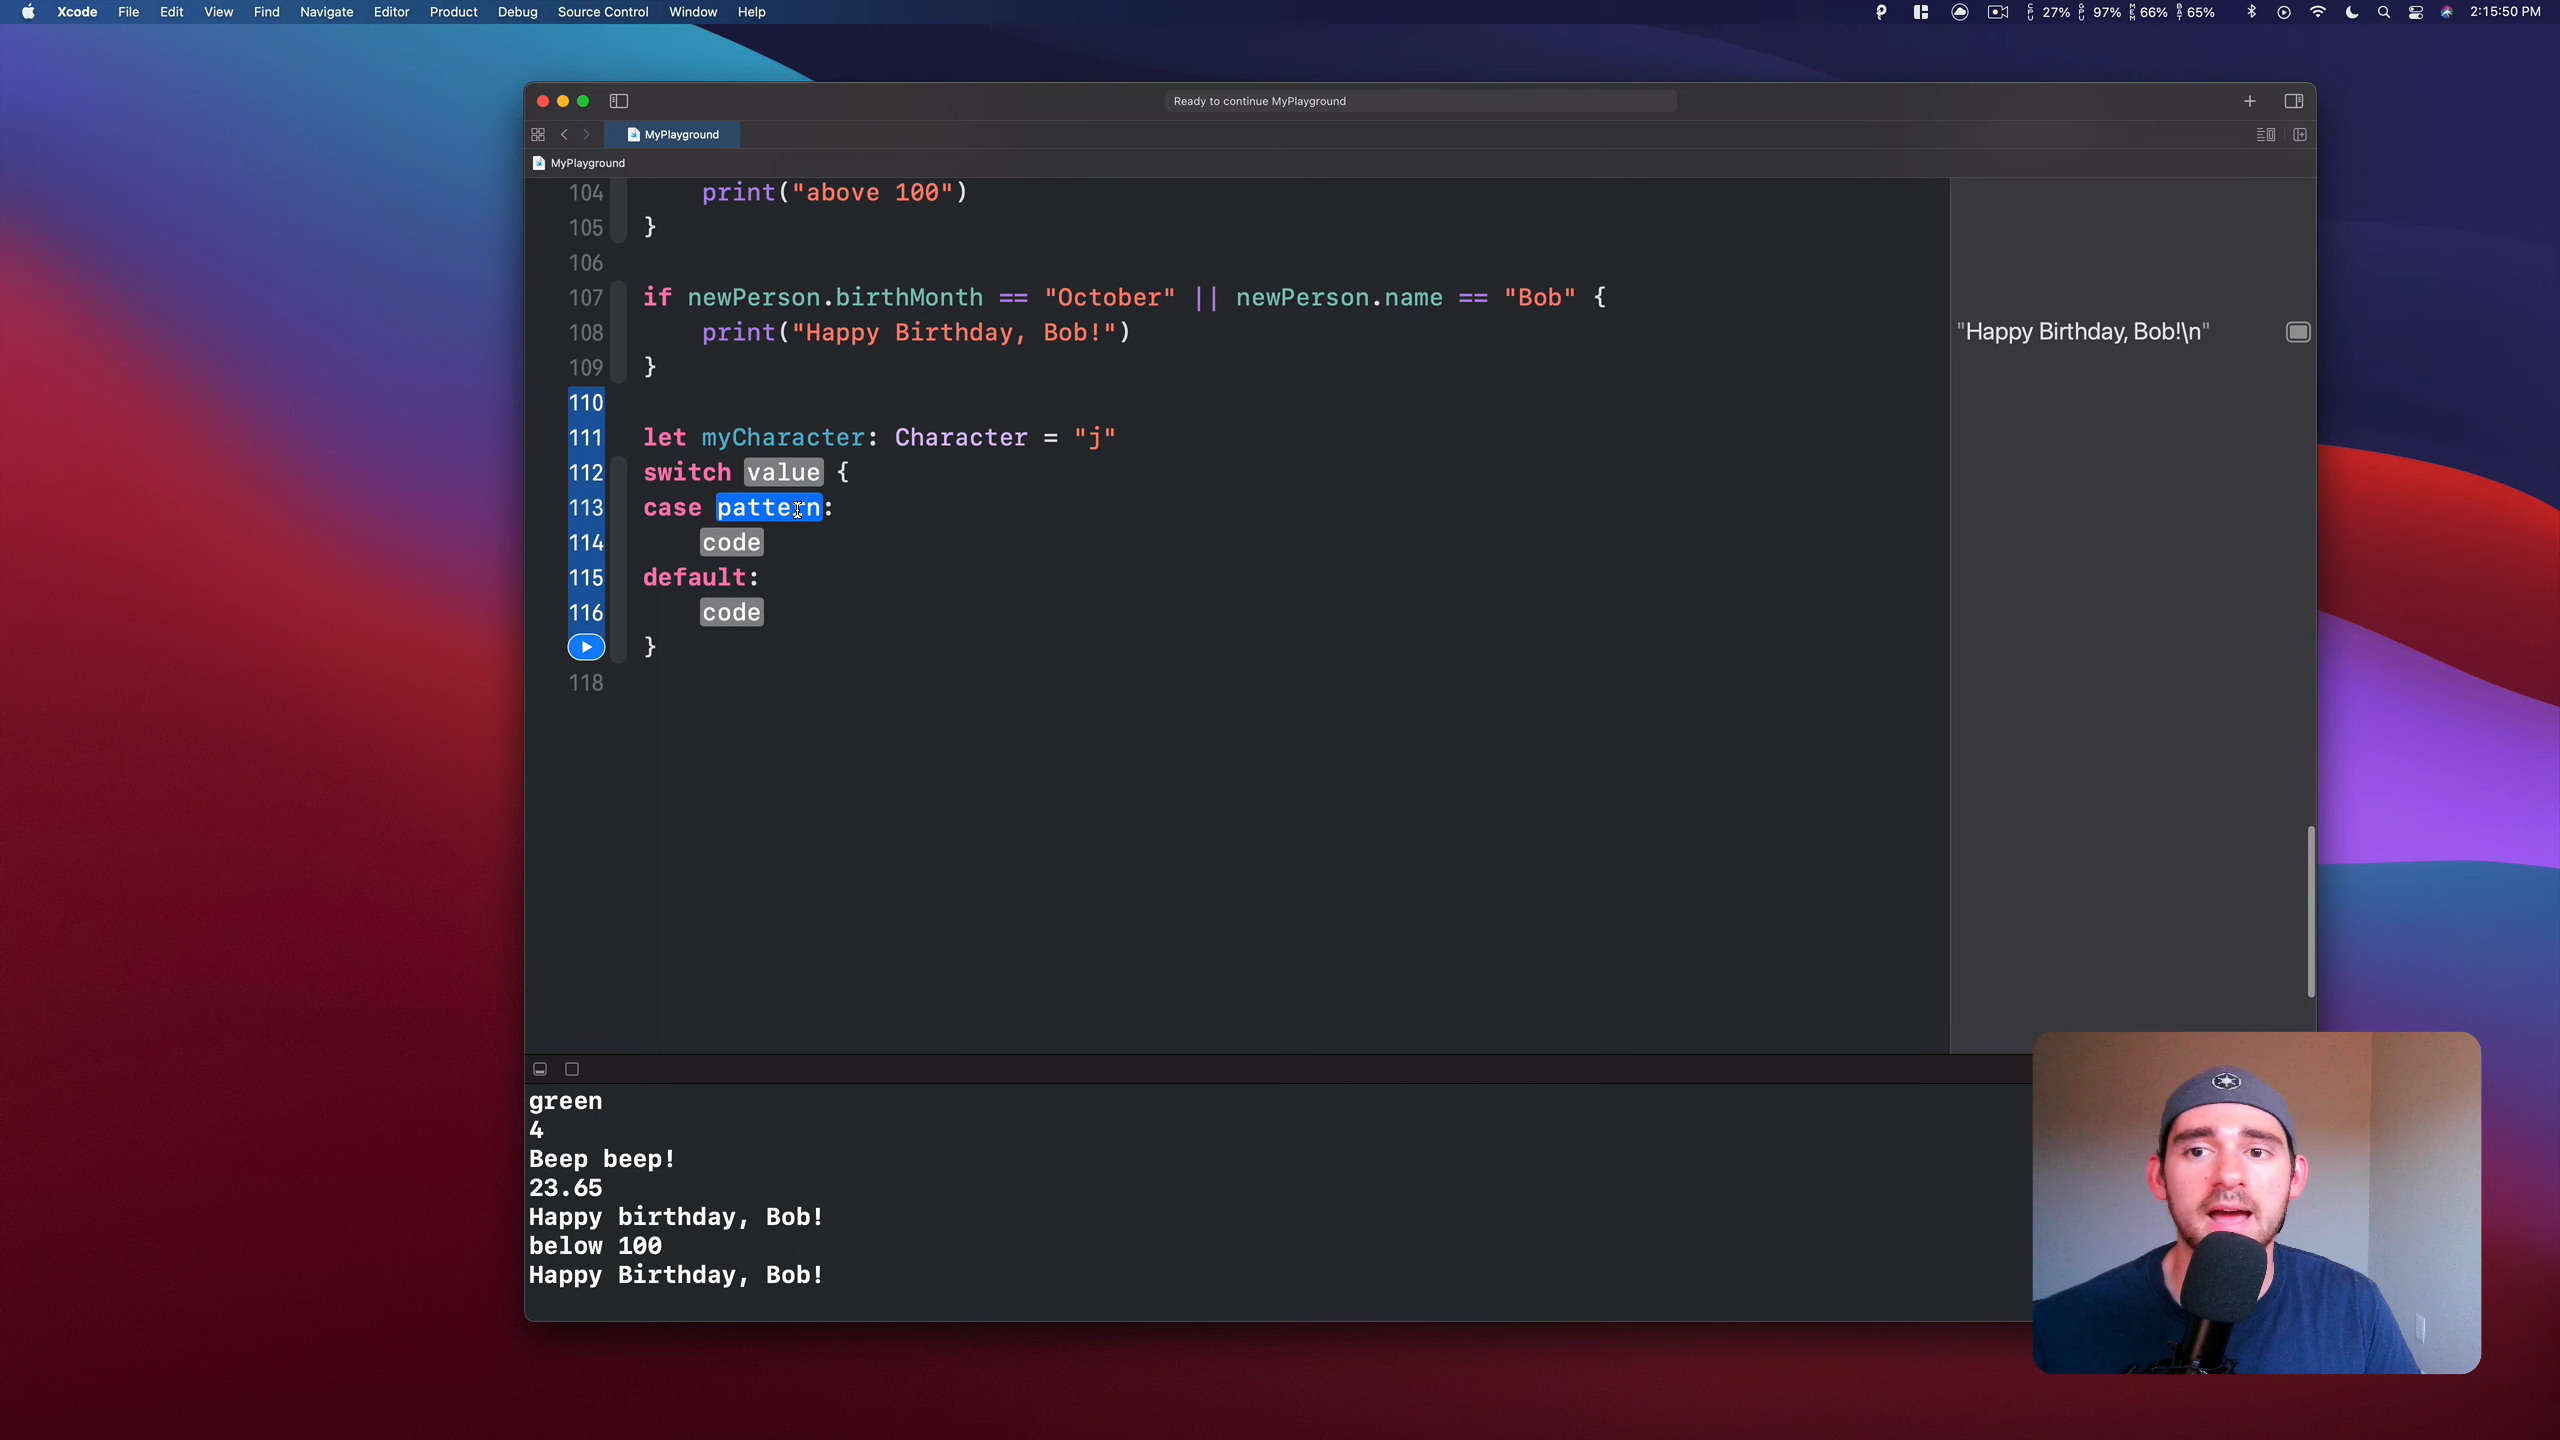 Xcode File Edit View Find Navigate Editor Product Debug Source Control Window Help
CPU 27% GPU 97% MEM 66% BAT 65% 2:15:50 PM
Ready to continue MyPlayground
MyPlayground
MyPlayground
104 print("above 100")
105 }
106
107 if newPerson.birthMonth == "October" || newPerson.name == "Bob" {
108 print("Happy Birthday, Bob!") "Happy Birthday, Bob!\n"
109 }
110
111 let myCharacter: Character = "j"
112 switch value {
113 case pattern:
114 code
115 default:
116 code
}
118
green
4
Beep beep!
23.65
Happy birthday, Bob!
below 100
Happy Birthday, Bob!